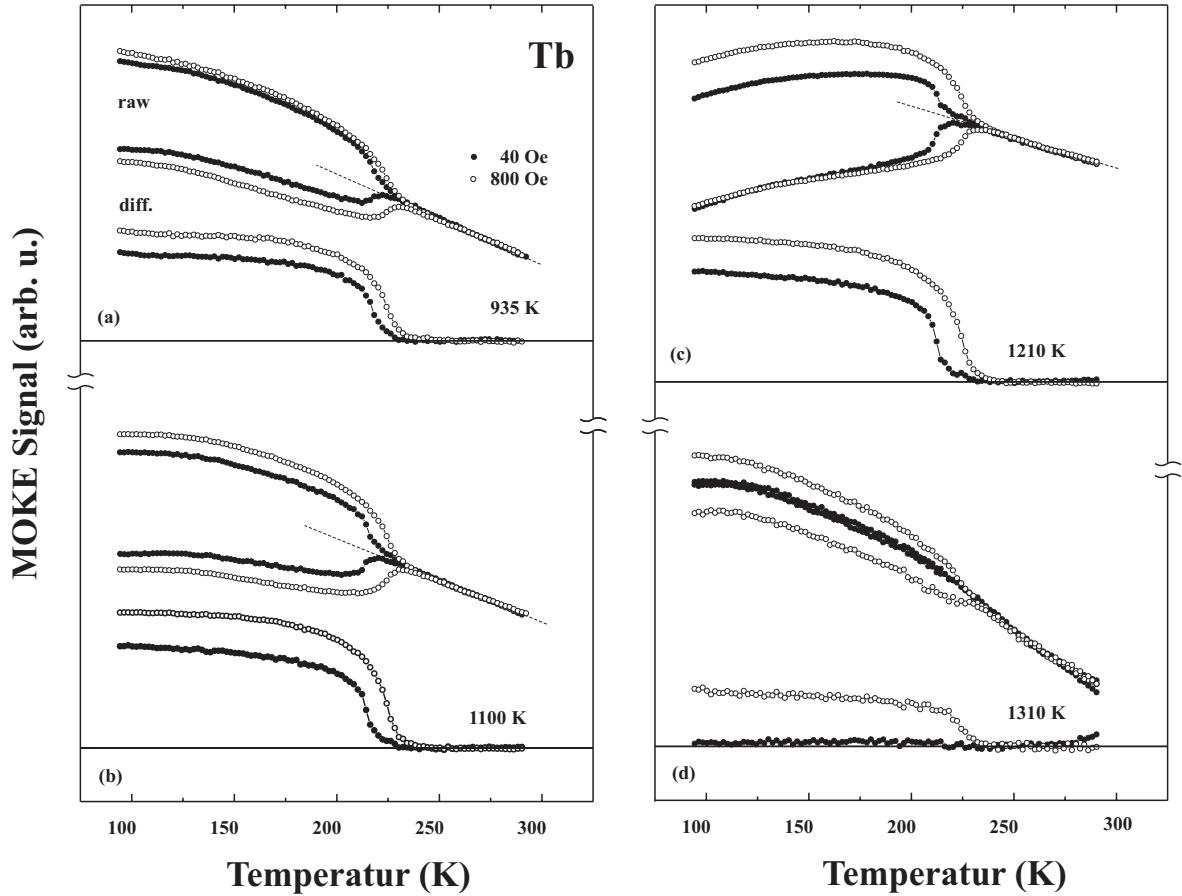 MOKE Signal (arb. u.)
Tb
raw
40 Oe
800 Oe
diff.
935 K
(a)
1100 K
(b)
100 150 200 250 300
Temperatur (K)
1210 K
(c)
1310 K
(d)
100 150 200 250 300
Temperatur (K)